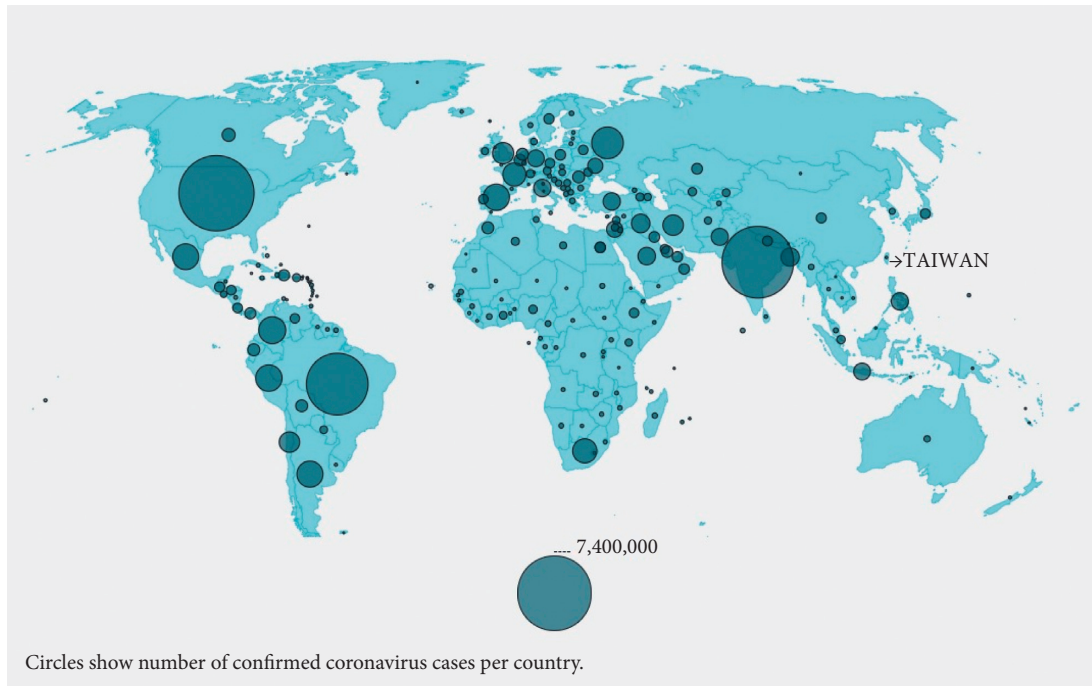 →TAIWAN
---- 7,400,000
Circles show number of confirmed coronavirus cases per country.